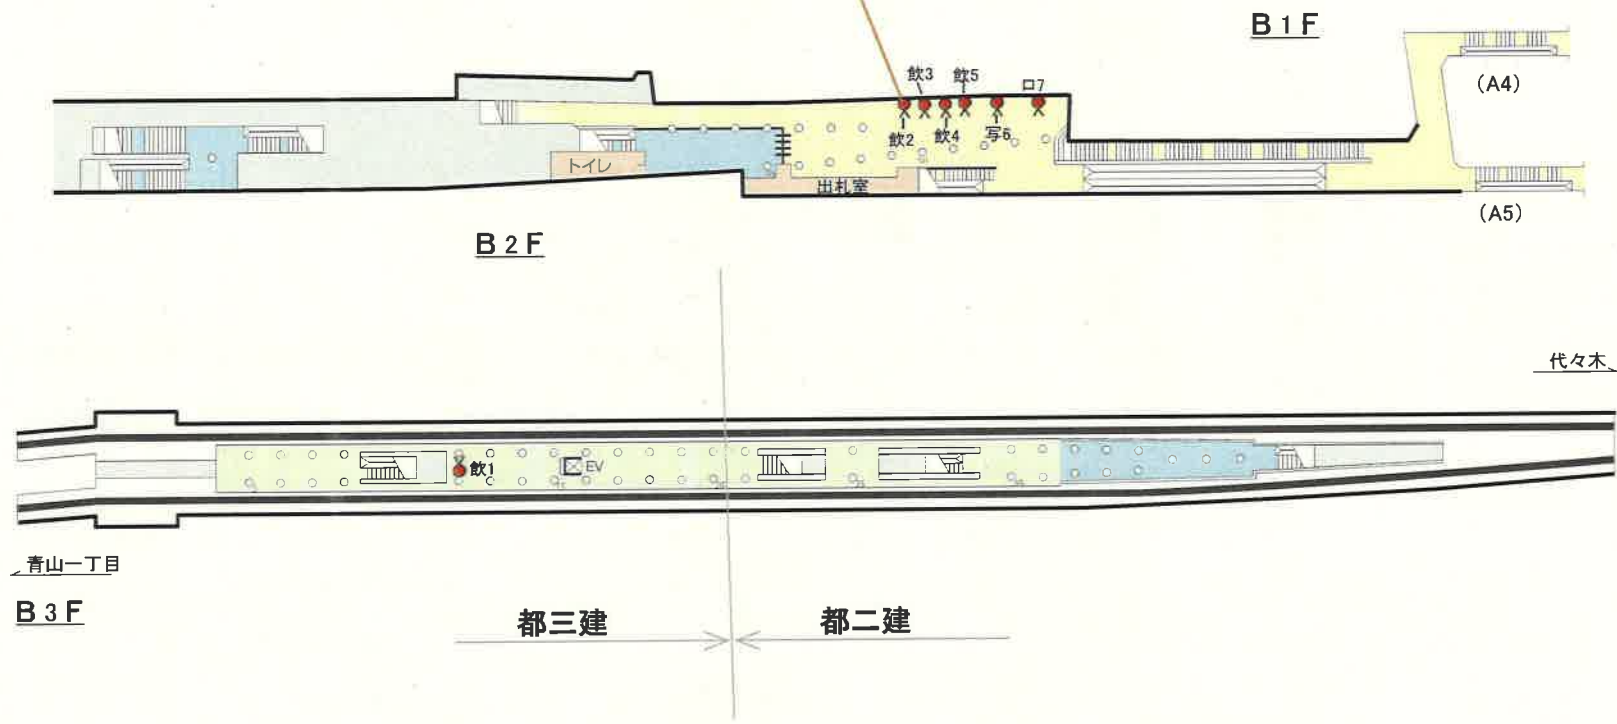 B1F
(A4)
飲3
飲5
ロ7
飲2
飲4
写6
トイレ
出札室
(A5)
B2F
代々木
飲1
EV
青山一丁目
B3F
都三建
都二建